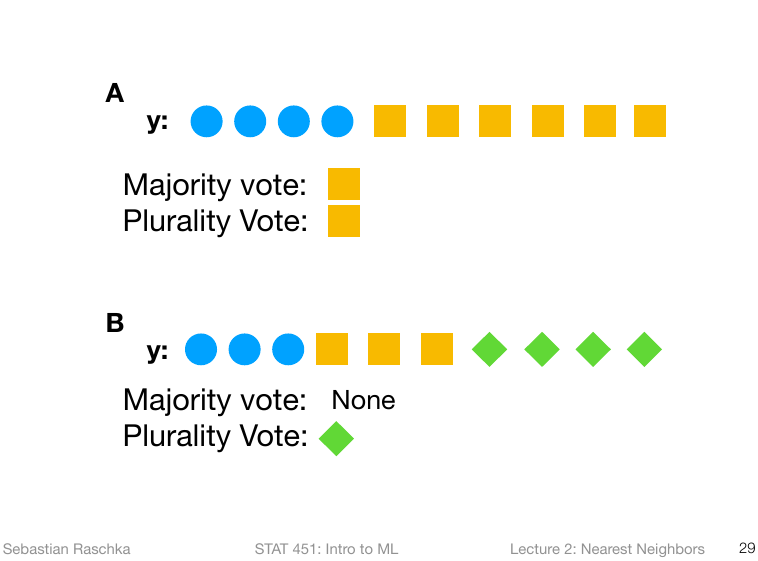 A
y:
Majority vote:
Plurality Vote:
B
y:
Majority vote: None
Plurality Vote:
Sebastian Raschka STAT 451: Intro to ML Lecture 2: Nearest Neighbors 29